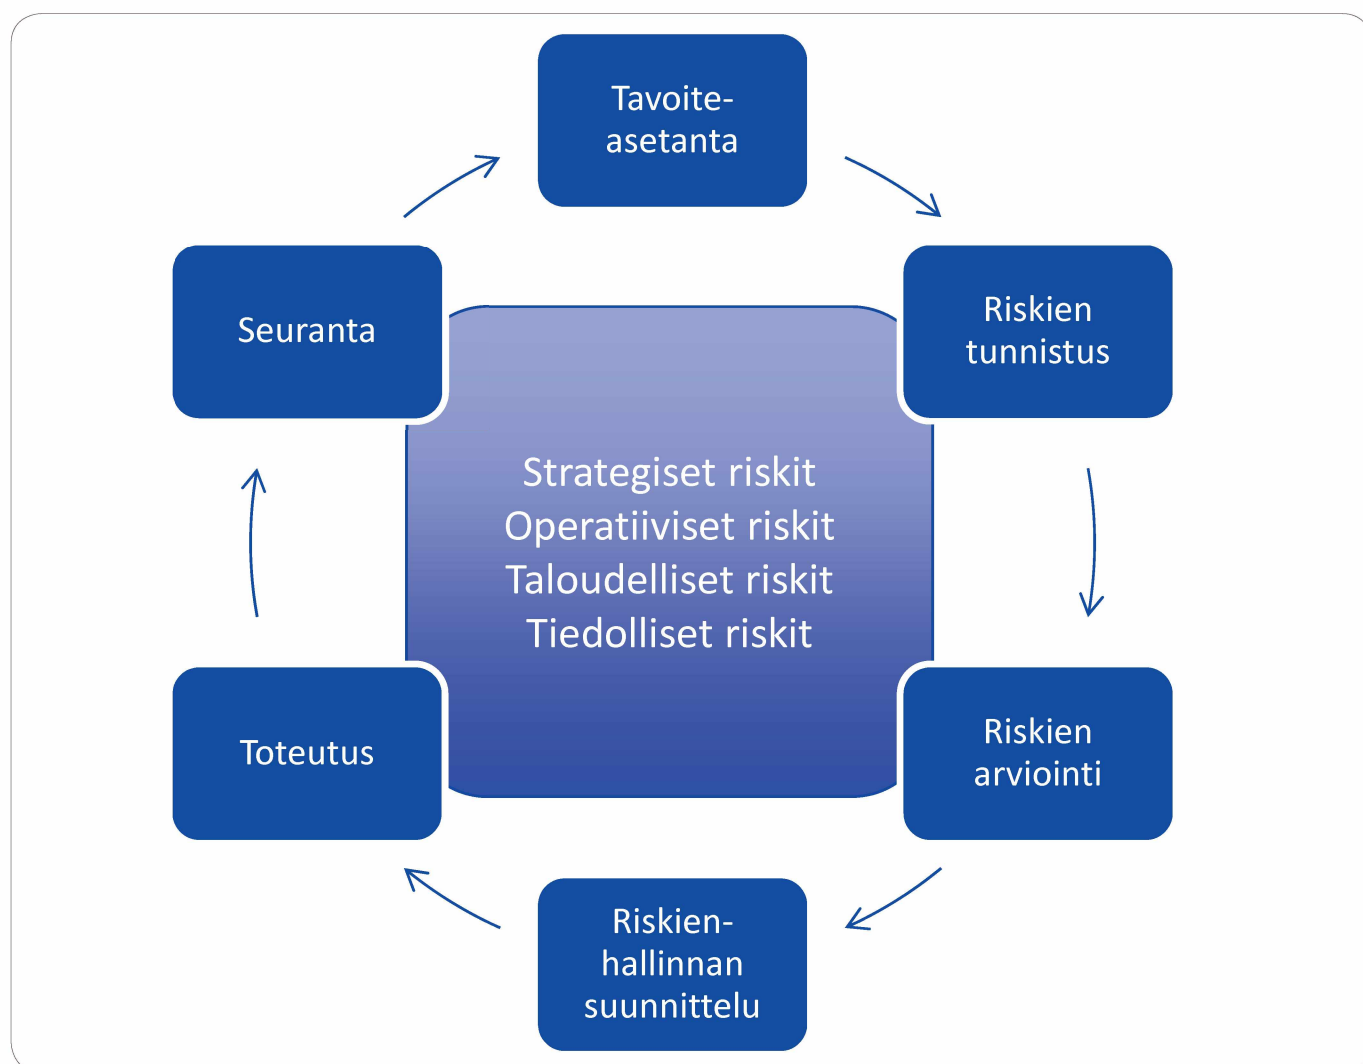 Tavoite-
asetanta
Riskien
tunnistus
Riskien
arviointi
Riskien-
hallinnan
suunnittelu
Toteutus
Seuranta
Strategiset riskit
Operatiiviset riskit
Taloudelliset riskit
Tiedolliset riskit